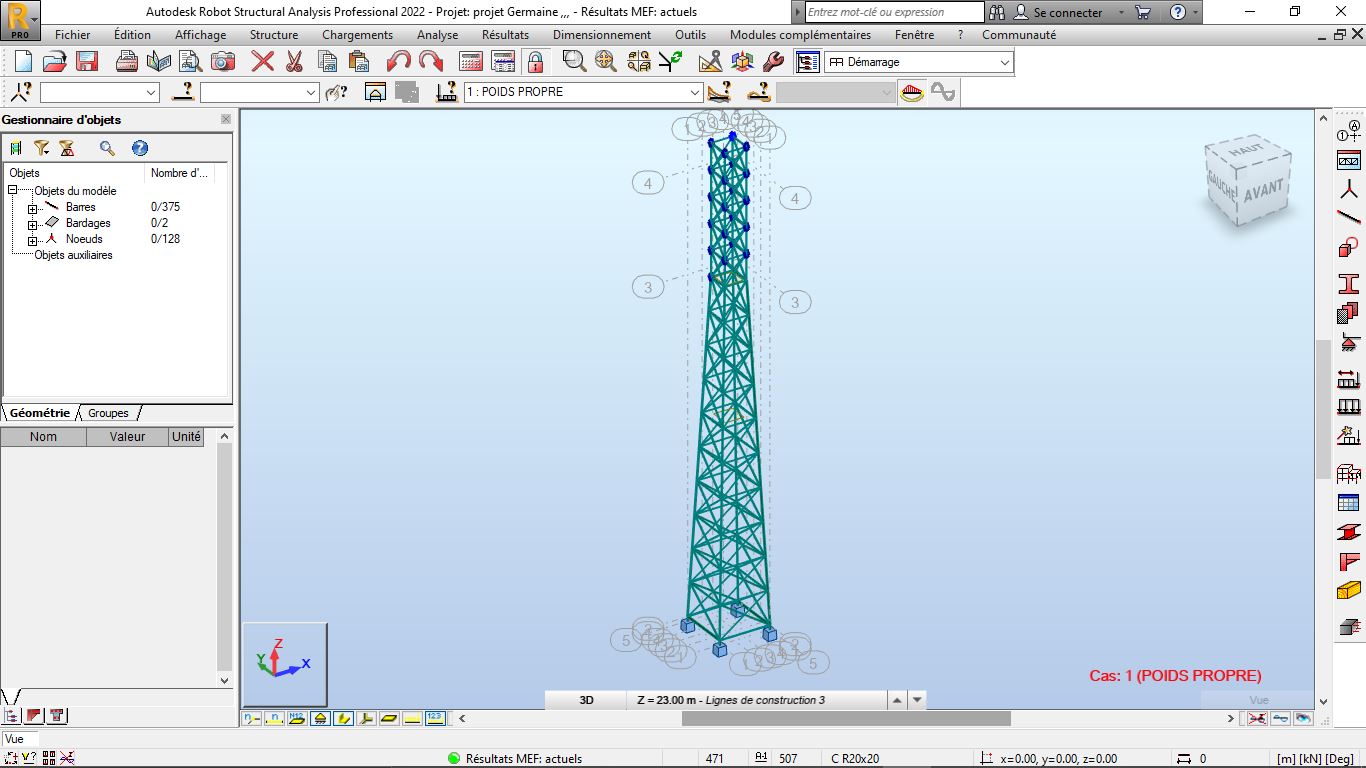 Autodesk Robot Structural Analysis Professional 2022 - Projet: projet Germaine ,,, - Résultats MEF: actuels
Entrez mot-clé ou expression
Se connecter
PRO
Fichier Édition Affichage Structure Chargements Analyse Résultats Dimensionnement Outils Modules complémentaires Fenêtre ? Communauté
Démarrage
1 : POIDS PROPRE
Gestionnaire d'objets
Objets Nombre d'...
Objets du modèle
Barres 0/375
Bardages 0/2
Noeuds 0/128
Objets auxiliaires
Géométrie Groupes
Nom Valeur Unité
HAUT
GAUCHE AVANT
4
4
3
3
5
5
Z
Y X
Cas: 1 (POIDS PROPRE)
3D Z = 23.00 m - Lignes de construction 3
Vue
Vue
Résultats MEF: actuels 471 507 C R20x20 x=0.00, y=0.00, z=0.00 0 [m] [kN] [Deg]